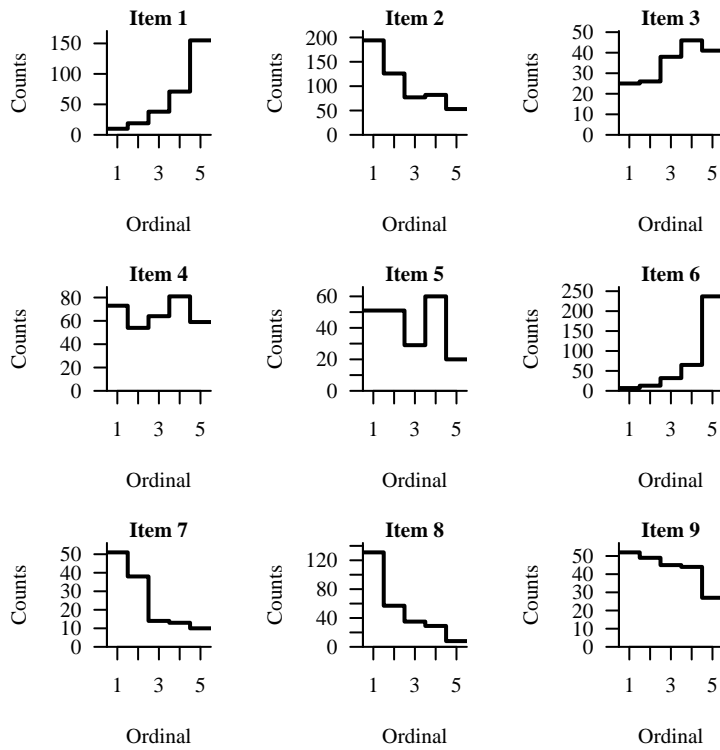 Item 1
Counts
150
100
50
0
1 3 5
Ordinal
Item 2
Counts
200
150
100
50
0
1 3 5
Ordinal
Item 3
Counts
50
40
30
20
10
0
1 3 5
Ordinal
Item 4
Counts
80
60
40
20
0
1 3 5
Ordinal
Item 5
Counts
60
40
20
0
1 3 5
Ordinal
Item 6
Counts
250
200
150
100
50
0
1 3 5
Ordinal
Item 7
Counts
50
40
30
20
10
0
1 3 5
Ordinal
Item 8
Counts
120
80
40
0
1 3 5
Ordinal
Item 9
Counts
50
40
30
20
10
0
1 3 5
Ordinal